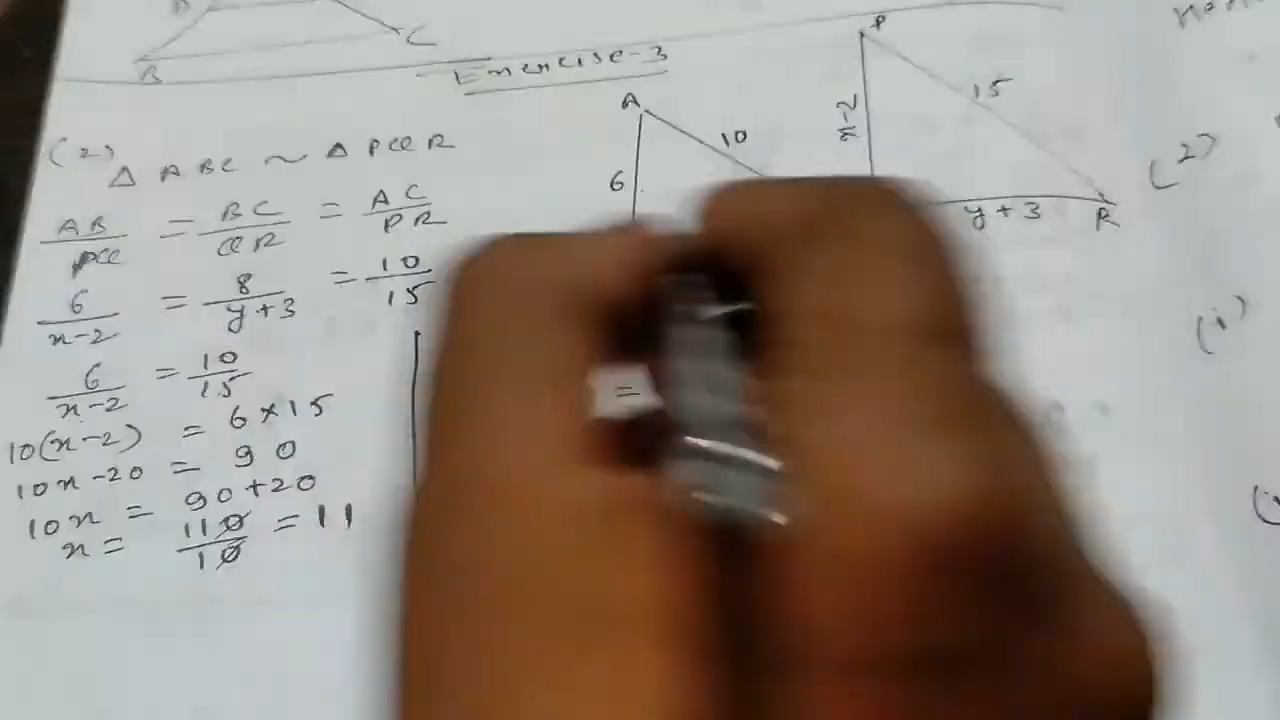 B
C
Exercise-3
(2)
Δ ABC ~ Δ PQR
AB/PQ = BC/QR = AC/PR
6/x-2 = 8/y+3 = 10/15
6/x-2 = 10/15
10(x-2) = 6×15
10x-20 = 90
10x = 90+20
x = 110/10 = 11
A
10
6
P
x-2
15
y+3
R
=
(2)
(i)